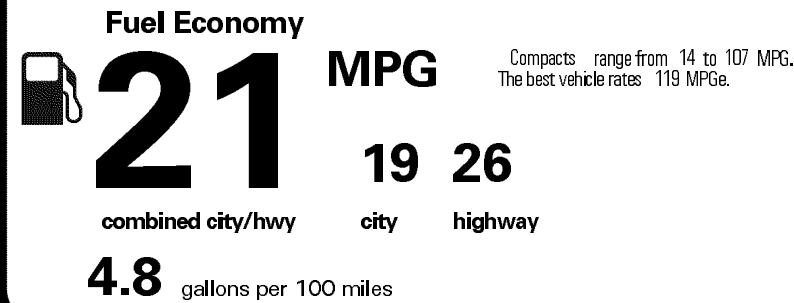 Fuel Economy
21 MPG
Compacts range from 14 to 107 MPG.
The best vehicle rates 119 MPGe.
19 26
combined city/hwy city highway
4.8 gallons per 100 miles